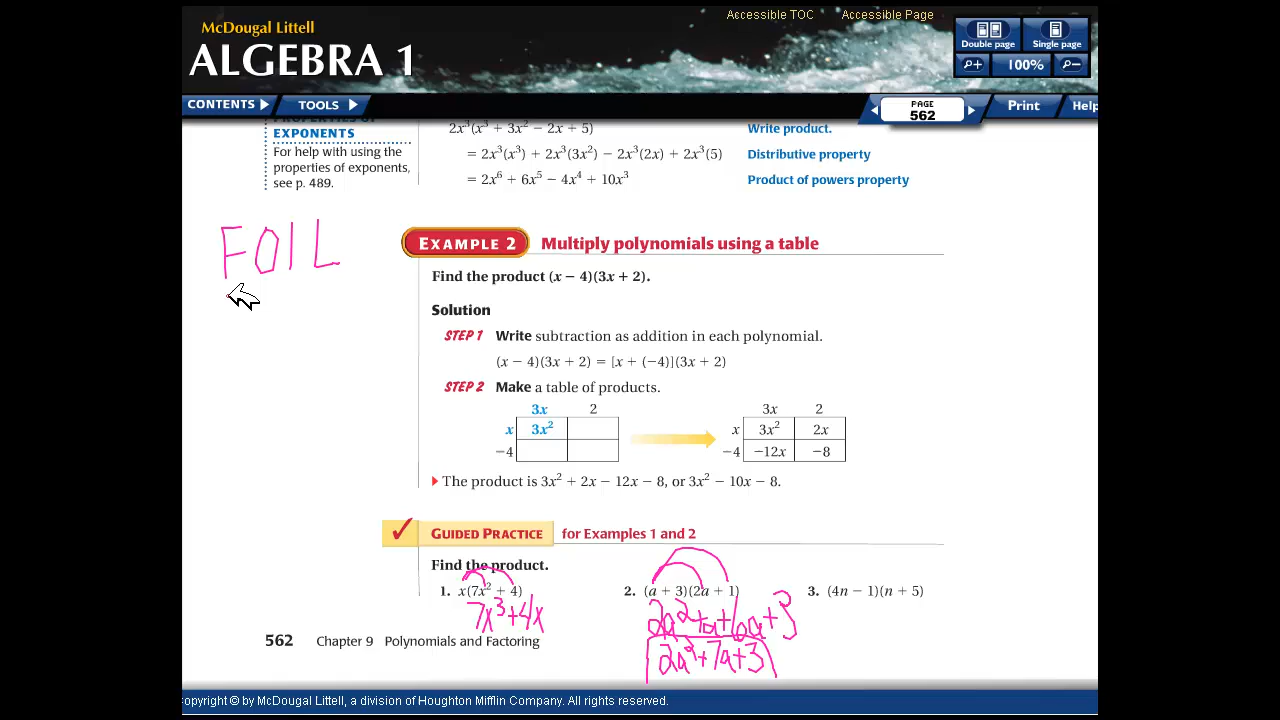 Accessible TOC Accessible Page
McDougal Littell
ALGEBRA 1
Double page Single page
100%
CONTENTS TOOLS PAGE 562 Print Help
PROPERTIES OF
EXPONENTS
For help with using the
properties of exponents,
see p. 489.
2x³(x³ + 3x² − 2x + 5) Write product.
= 2x³(x³) + 2x³(3x²) − 2x³(2x) + 2x³(5) Distributive property
= 2x⁶ + 6x⁵ − 4x⁴ + 10x³ Product of powers property
FOIL
EXAMPLE 2 Multiply polynomials using a table
Find the product (x − 4)(3x + 2).
Solution
STEP 1 Write subtraction as addition in each polynomial.
(x − 4)(3x + 2) = [x + (−4)](3x + 2)
STEP 2 Make a table of products.
3x 2 3x 2
x 3x² x 3x² 2x
−4 −4 −12x −8
The product is 3x² + 2x − 12x − 8, or 3x² − 10x − 8.
GUIDED PRACTICE for Examples 1 and 2
Find the product.
1. x(7x² + 4) 2. (a + 3)(2a + 1) 3. (4n − 1)(n + 5)
7x³+4x 2a²+a+6a+3
2a²+7a+3
562 Chapter 9 Polynomials and Factoring
opyright © by McDougal Littell, a division of Houghton Mifflin Company. All rights reserved.